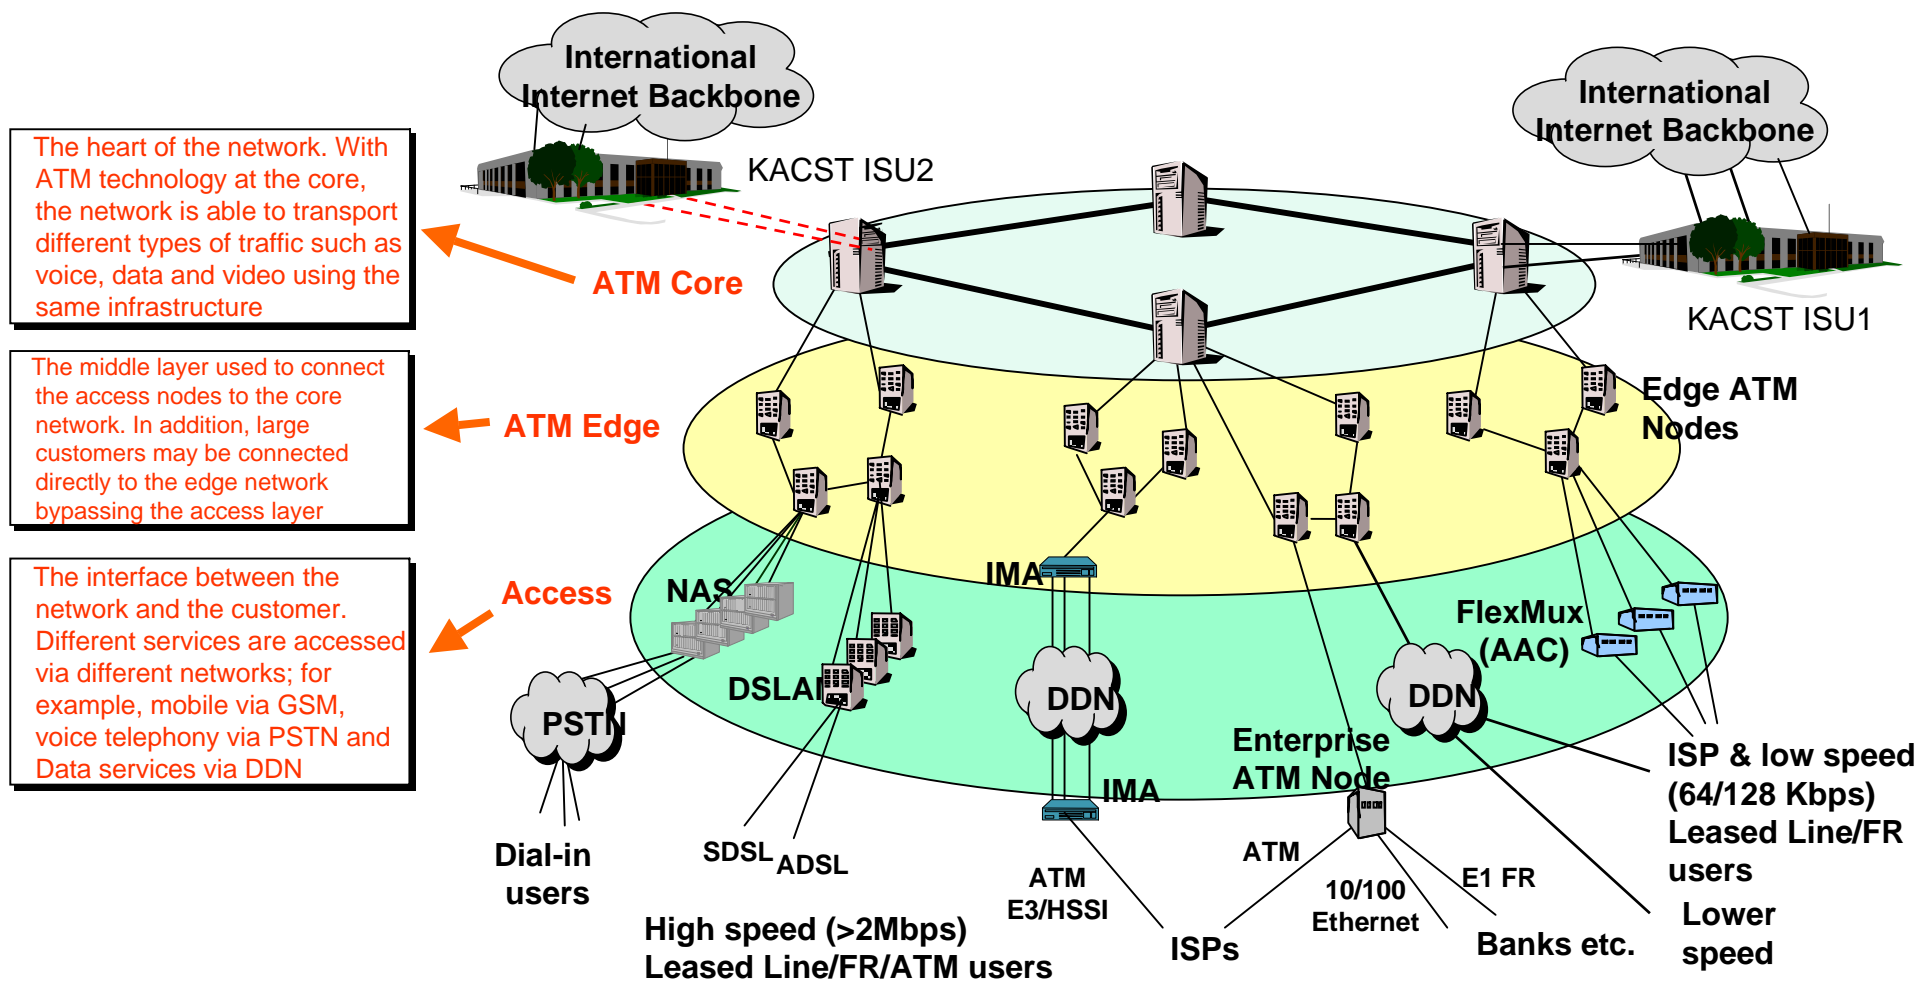 International
Internet Backbone
International
Internet Backbone
KACST ISU2
KACST ISU1
The heart of the network. With
ATM technology at the core,
the network is able to transport
different types of traffic such as
voice, data and video using the
same infrastructure
ATM Core
The middle layer used to connect
the access nodes to the core
network. In addition, large
customers may be connected
directly to the edge network
bypassing the access layer
ATM Edge
Edge ATM
Nodes
The interface between the
network and the customer.
Different services are accessed
via different networks; for
example, mobile via GSM,
voice telephony via PSTN and
Data services via DDN
Access
NAS
IMA
FlexMux
(AAC)
DSLAI
DDN
DDN
PSTN
Enterprise
ATM Node
IMA
ISP & low speed
(64/128 Kbps)
Leased Line/FR
users
Dial-in
users
SDSL
ADSL
ATM
E3/HSSI
ATM
10/100
Ethernet
E1 FR
High speed (>2Mbps)
Leased Line/FR/ATM users
ISPs
Banks etc.
Lower
speed